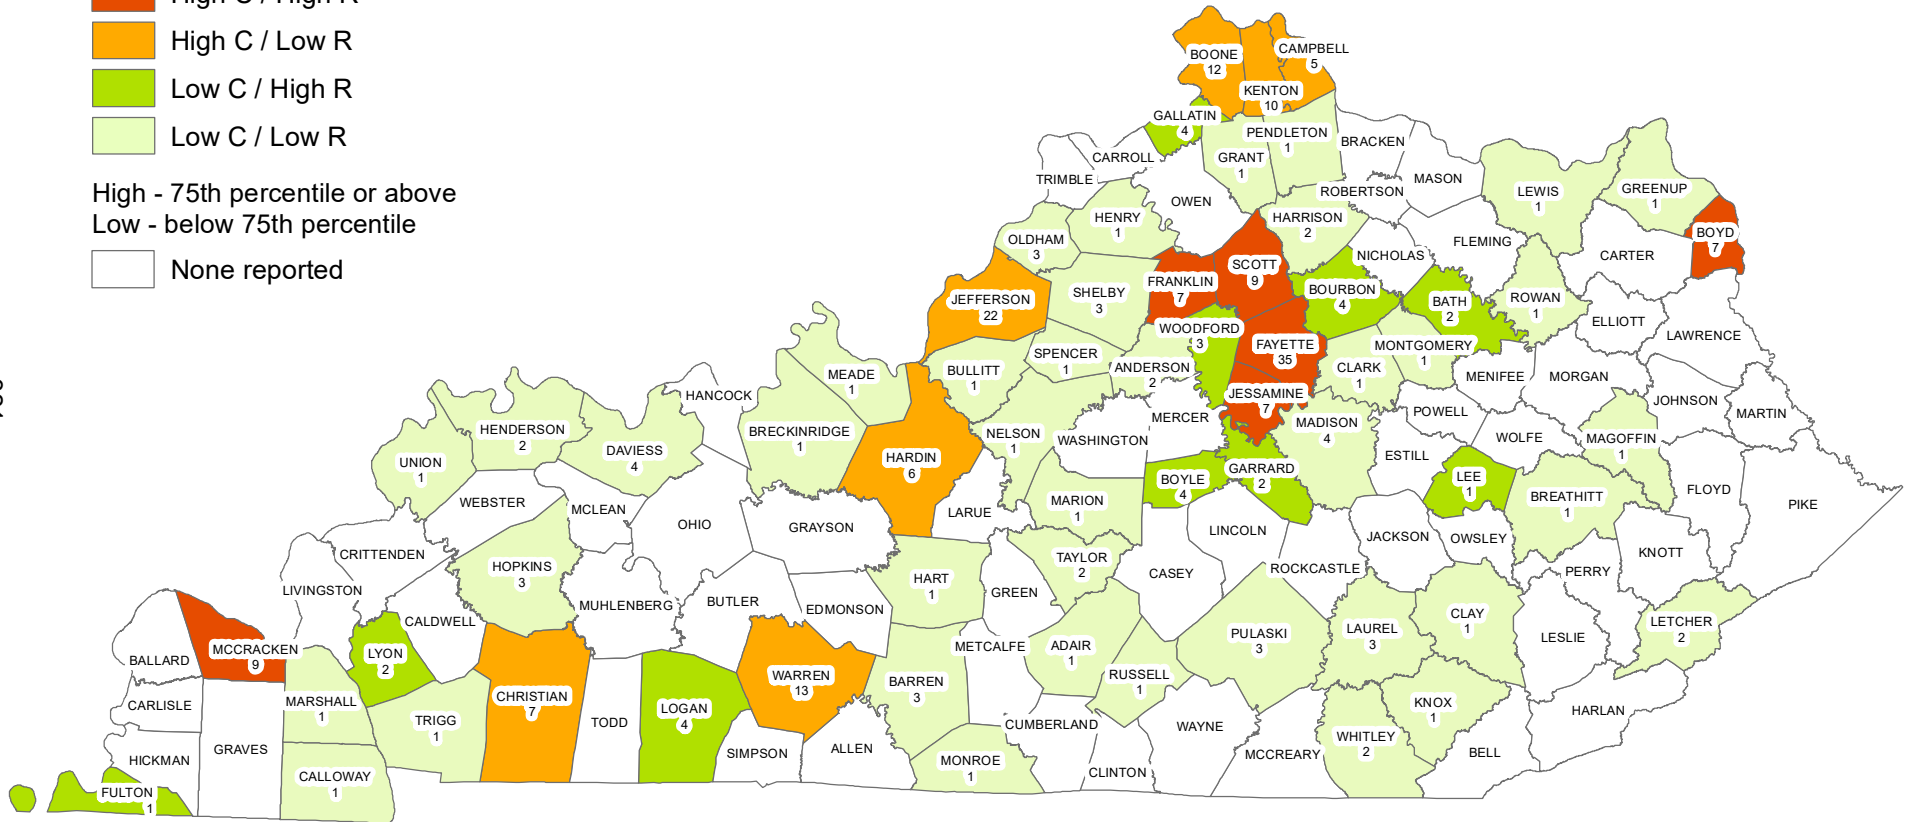 High C / High R
High C / Low R
Low C / High R
Low C / Low R
High - 75th percentile or above
Low - below 75th percentile
None reported
BOONE
12
CAMPBELL
5
KENTON
10
GALLATIN
4
PENDLETON
1
BRACKEN
CARROLL
GRANT
1
TRIMBLE
MASON
ROBERTSON
LEWIS
1
GREENUP
1
OWEN
HENRY
1
HARRISON
2
BOYD
7
OLDHAM
3
FLEMING
NICHOLAS
CARTER
SCOTT
9
FRANKLIN
7
SHELBY
3
JEFFERSON
22
BOURBON
4
BATH
2
ROWAN
1
ELLIOTT
LAWRENCE
WOODFORD
3
FAYETTE
35
MONTGOMERY
1
SPENCER
1
ANDERSON
2
CLARK
1
BULLITT
1
MEADE
1
MENIFEE
MORGAN
HANCOCK
JESSAMINE
7
JOHNSON
MARTIN
POWELL
MERCER
MADISON
4
HENDERSON
2
BRECKINRIDGE
1
NELSON
1
WASHINGTON
WOLFE
MAGOFFIN
1
DAVIESS
4
ESTILL
UNION
1
HARDIN
6
GARRARD
2
BOYLE
4
LEE
1
FLOYD
BREATHITT
1
PIKE
WEBSTER
MCLEAN
MARION
1
LARUE
OHIO
GRAYSON
LINCOLN
JACKSON
OWSLEY
KNOTT
CRITTENDEN
TAYLOR
2
HOPKINS
3
CASEY
ROCKCASTLE
PERRY
HART
1
LIVINGSTON
GREEN
MUHLENBERG
BUTLER
EDMONSON
CALDWELL
CLAY
1
LETCHER
2
PULASKI
3
LAUREL
3
LESLIE
MCCRACKEN
9
ADAIR
1
METCALFE
LYON
2
BALLARD
RUSSELL
1
WARREN
13
BARREN
3
CHRISTIAN
7
MARSHALL
1
CARLISLE
KNOX
1
LOGAN
4
HARLAN
TRIGG
1
TODD
CUMBERLAND
WAYNE
WHITLEY
2
GRAVES
ALLEN
SIMPSON
MCCREARY
BELL
HICKMAN
MONROE
1
CLINTON
CALLOWAY
1
FULTON
1